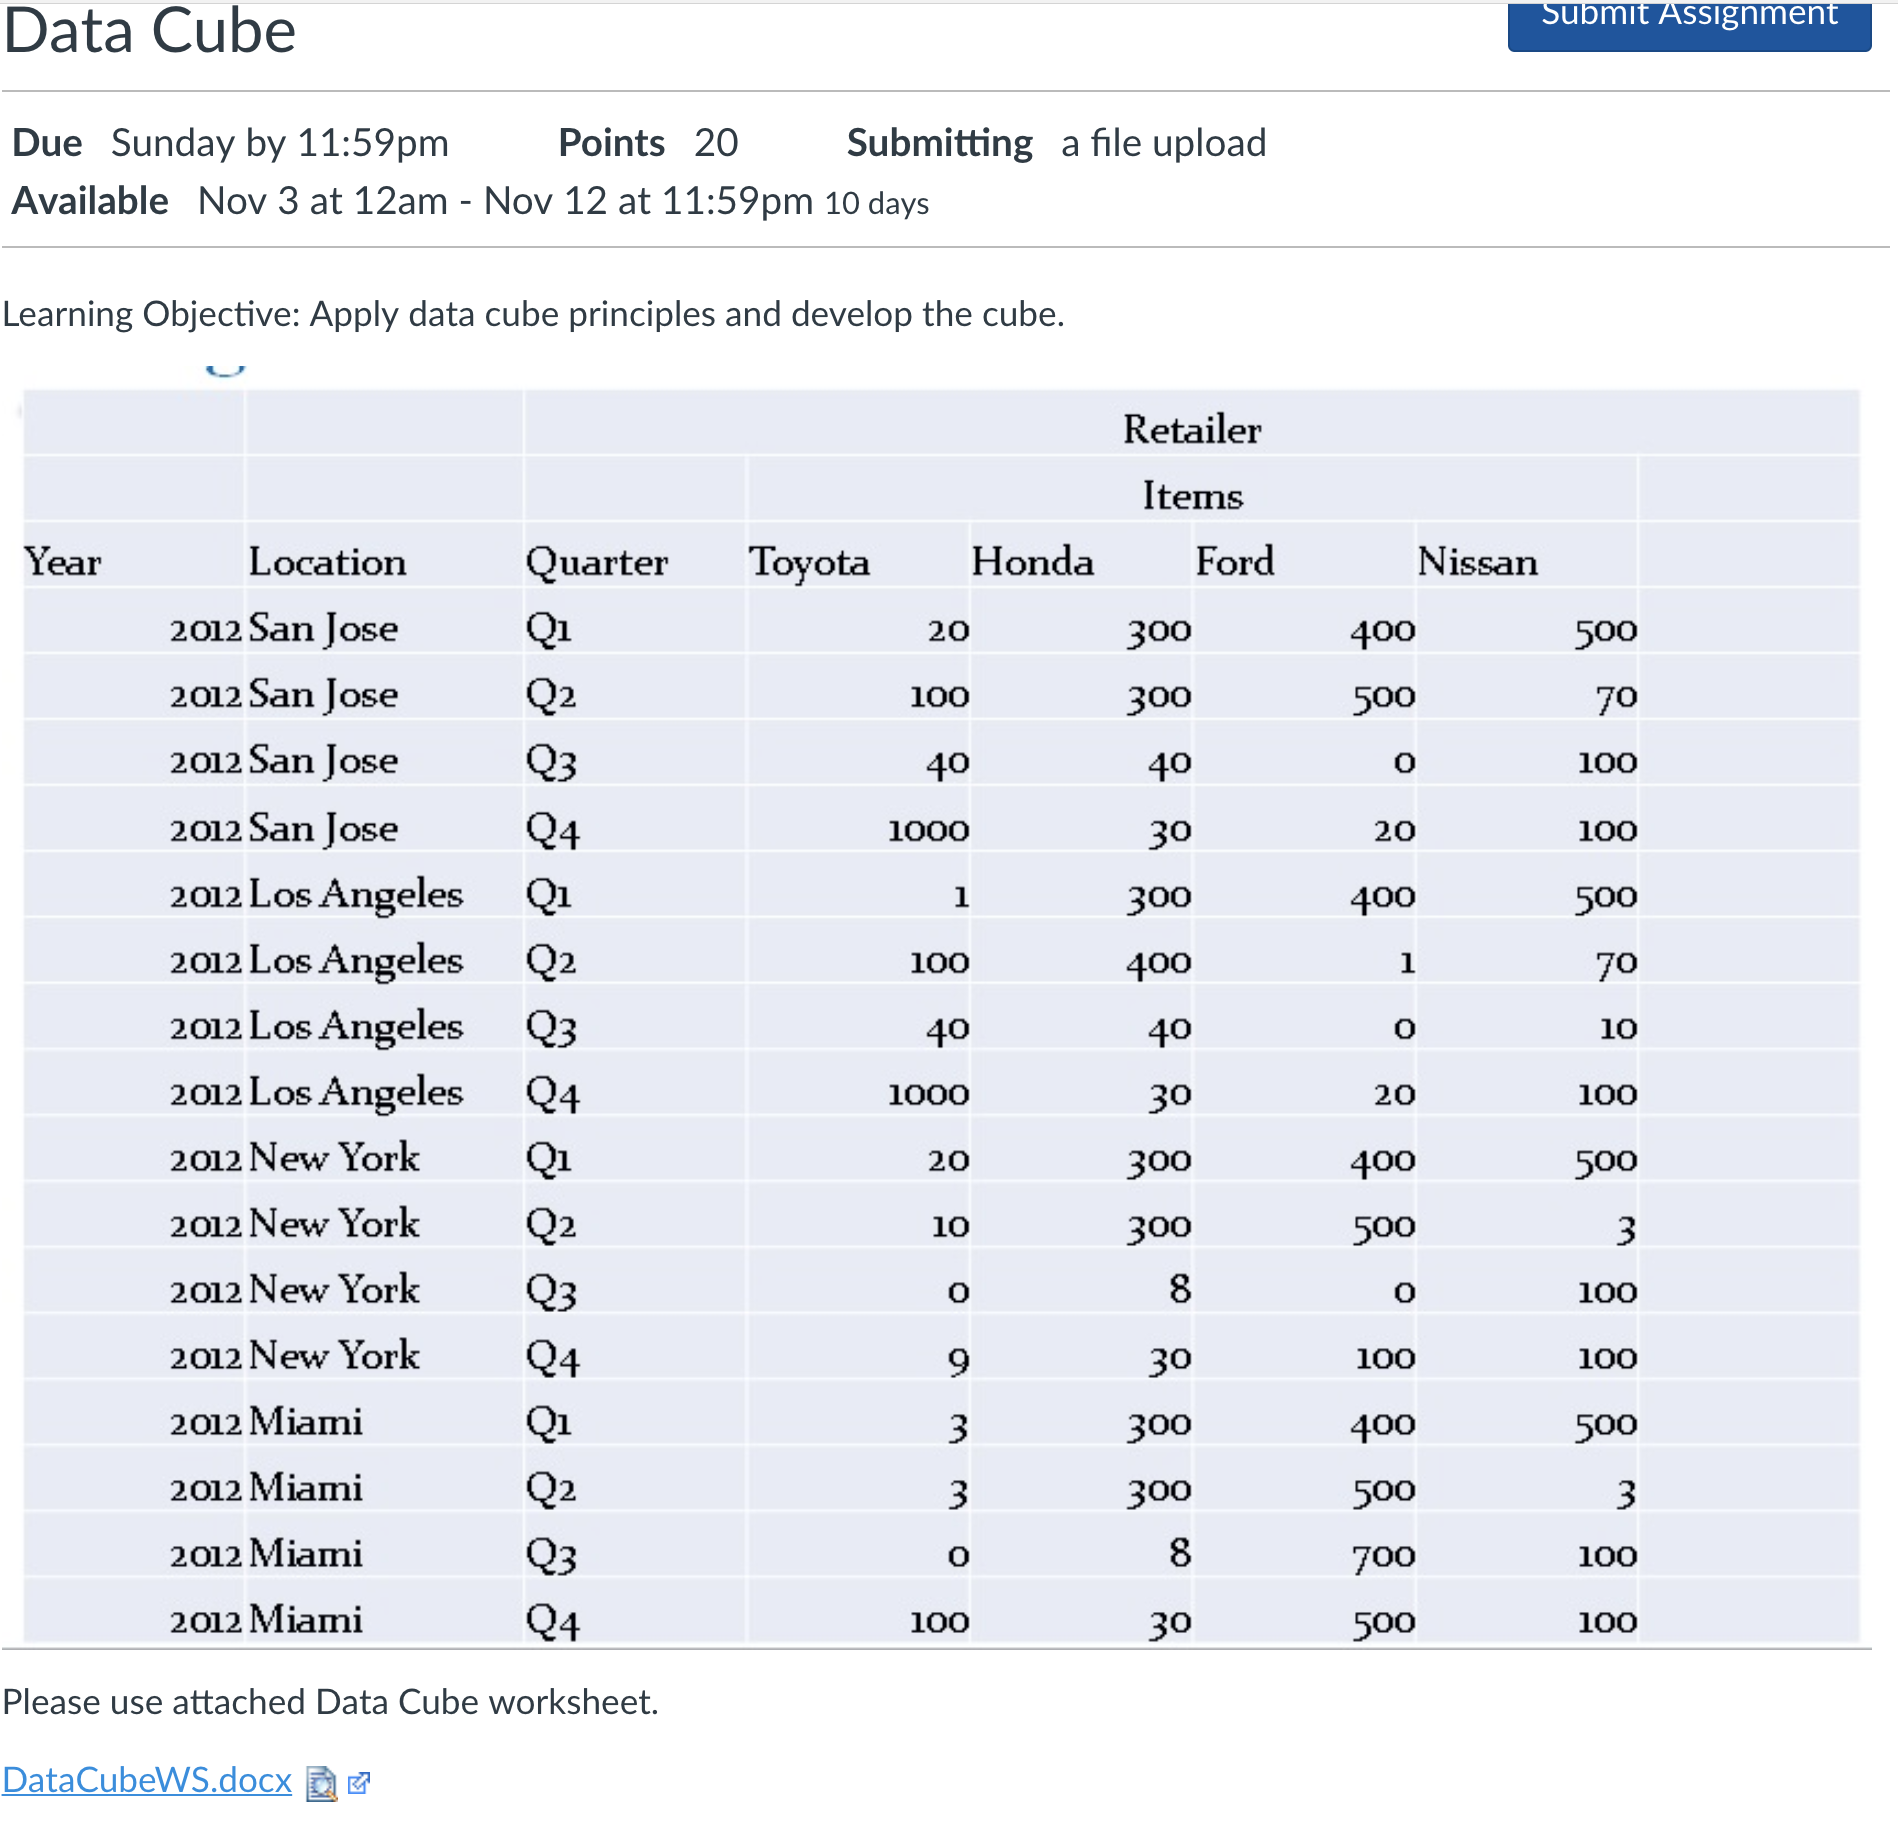 Data Cube
Submit Assignment
Due Sunday by 11:59pm Points 20 Submitting a file upload
Available Nov 3 at 12am - Nov 12 at 11:59pm 10 days
Learning Objective: Apply data cube principles and develop the cube.
Retailer
Items
Year Location Quarter Toyota Honda Ford Nissan
2012 San Jose Q1 20 300 400 500
2012 San Jose Q2 100 300 500 70
2012 San Jose Q3 40 40 0 100
2012 San Jose Q4 1000 30 20 100
2012 Los Angeles Q1 1 300 400 500
2012 Los Angeles Q2 100 400 1 70
2012 Los Angeles Q3 40 40 0 10
2012 Los Angeles Q4 1000 30 20 100
2012 New York Q1 20 300 400 500
2012 New York Q2 10 300 500 3
2012 New York Q3 0 8 0 100
2012 New York Q4 9 30 100 100
2012 Miami Q1 3 300 400 500
2012 Miami Q2 3 300 500 3
2012 Miami Q3 0 8 700 100
2012 Miami Q4 100 30 500 100
Please use attached Data Cube worksheet.
DataCubeWS.docx